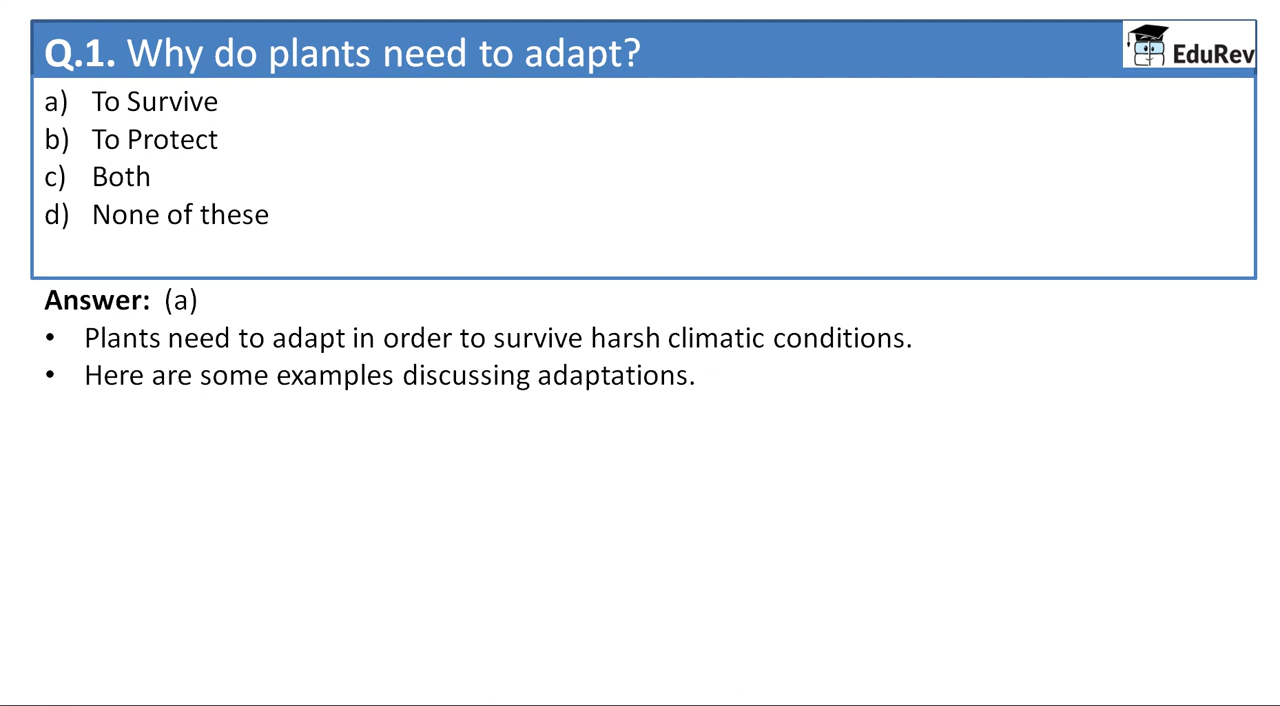 Q.1. Why do plants need to adapt?
EduRev
a) To Survive
b) To Protect
c) Both
d) None of these
Answer: (a)
• Plants need to adapt in order to survive harsh climatic conditions.
• Here are some examples discussing adaptations.